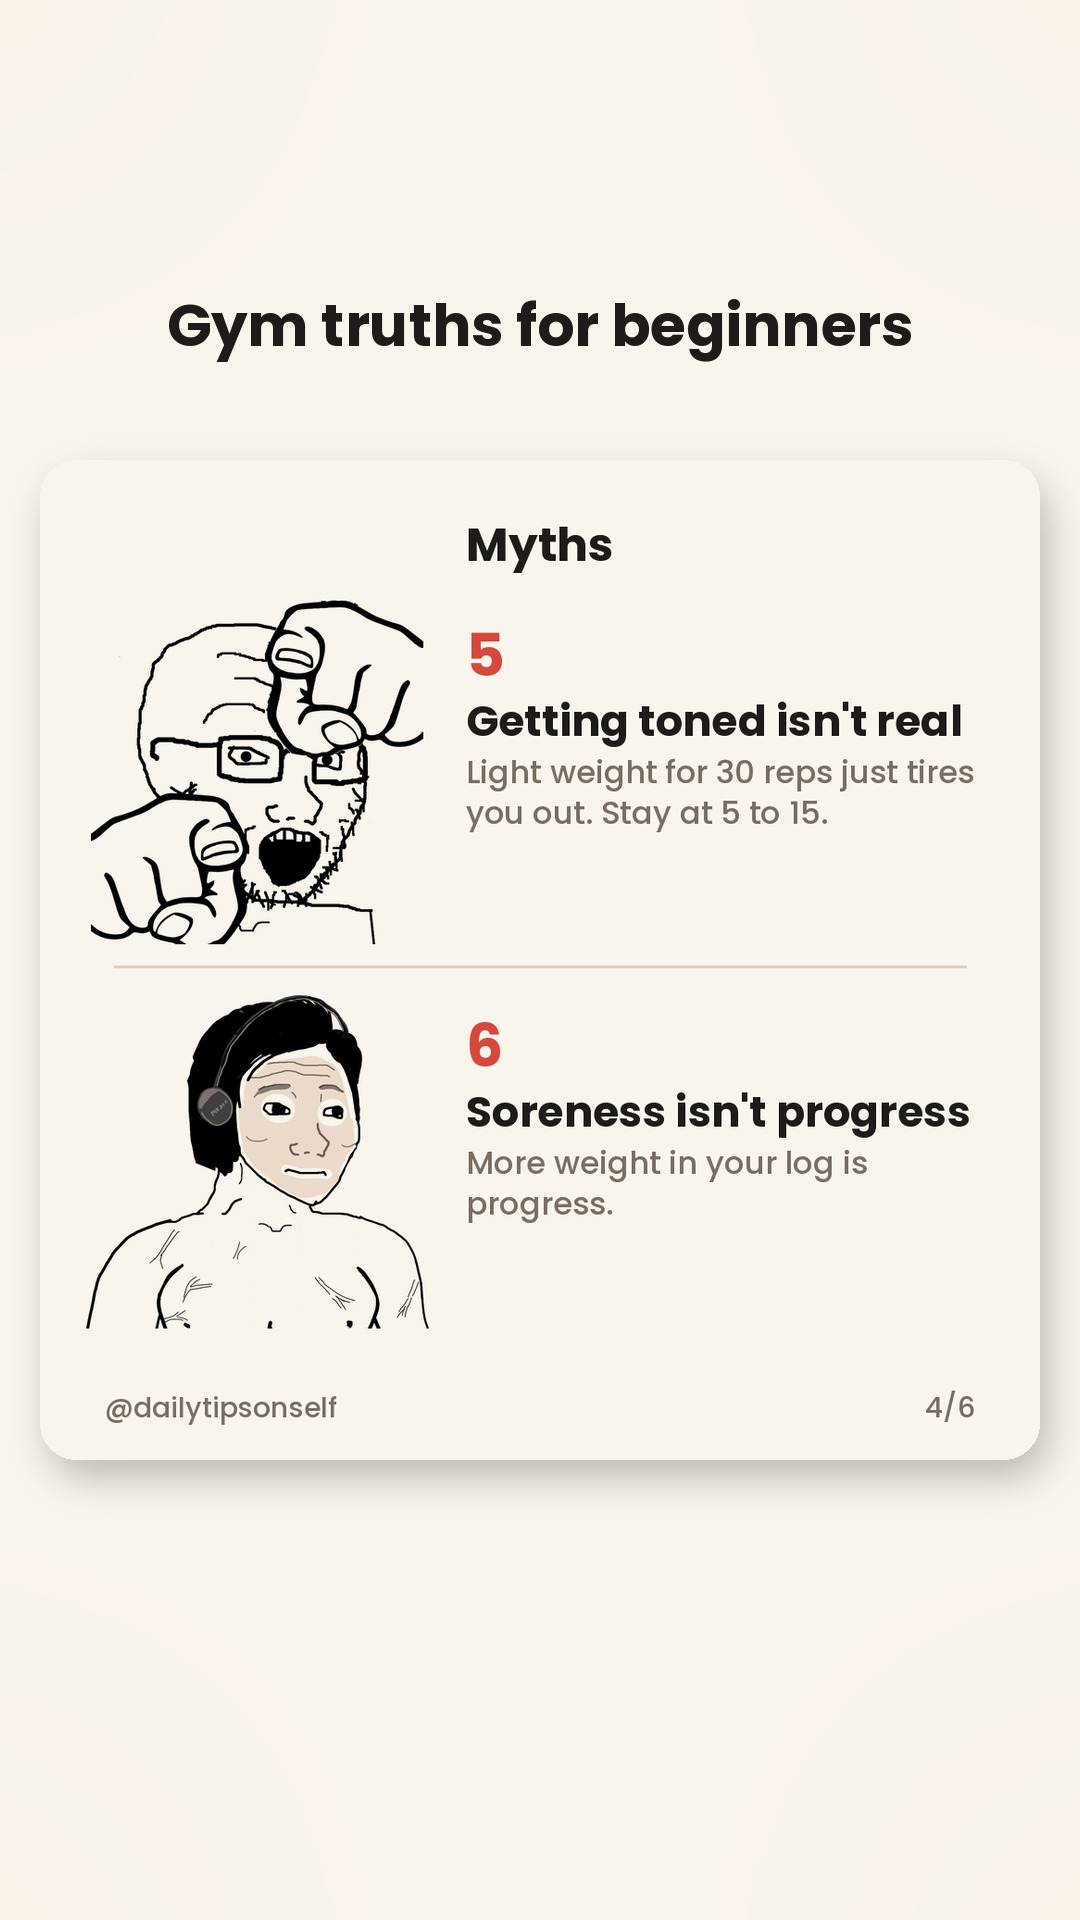 Gym truths for beginners
Myths
5
Getting toned isn't real
Light weight for 30 reps just tires
you out. Stay at 5 to 15.
6
Soreness isn't progress
More weight in your log is
progress.
@dailytipsonself
4/6